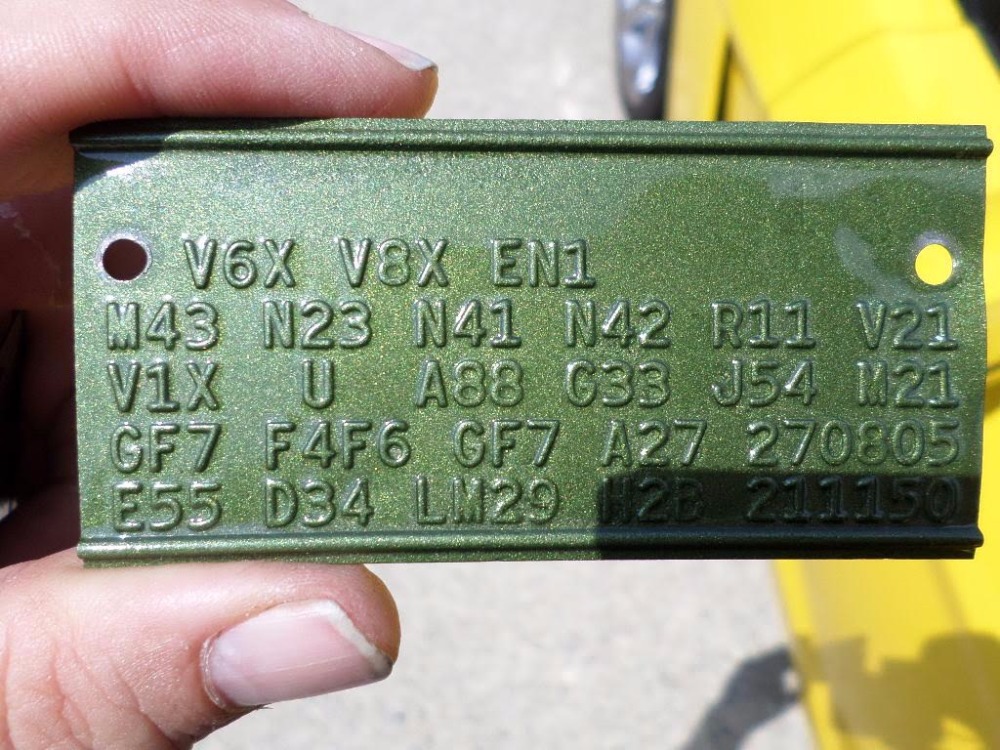 V6X V8X EN1
M43 N23 N41 N42 R11 V21
V1X U A88 G33 J54 M21
GF7 F4F6 GF7 A27 270805
E55 D34 LM29 H2B 211150